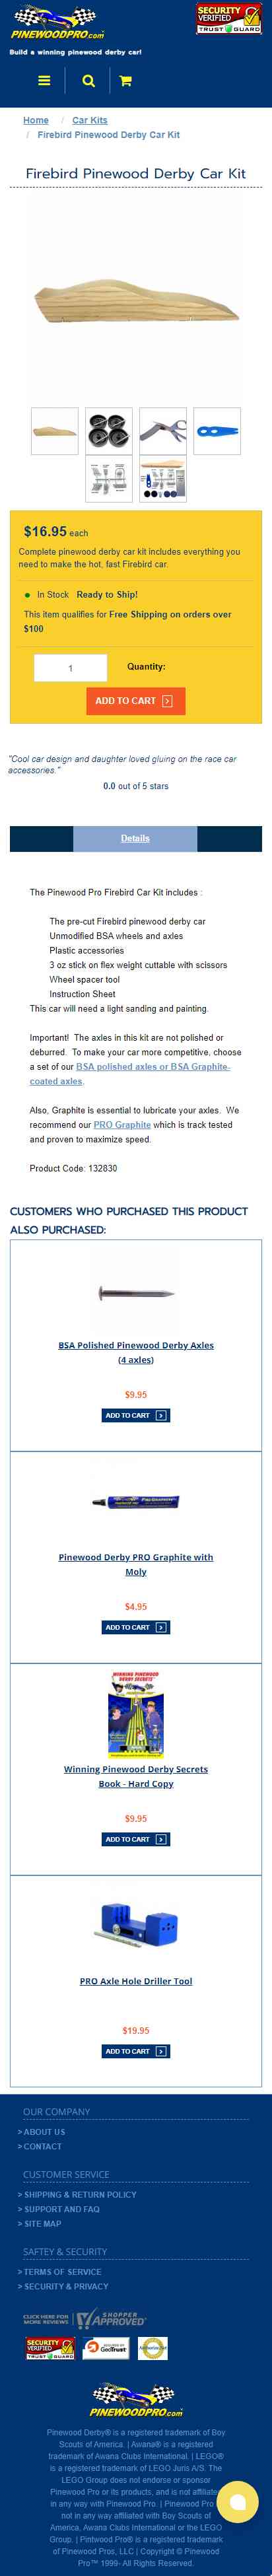 PINEWOODPRO.com
SECURITY
VERIFIED
TRUST GUARD
Build a winning pinewood derby car!
Home / Car Kits
/ Firebird Pinewood Derby Car Kit
Firebird Pinewood Derby Car Kit
$16.95 each
Complete pinewood derby car kit includes everything you
need to make the hot, fast Firebird car.
In Stock Ready to Ship!
This item qualifies for Free Shipping on orders over
$100
1 Quantity:
ADD TO CART
"Cool car design and daughter loved gluing on the race car
accessories."
0.0 out of 5 stars
Details
The Pinewood Pro Firebird Car Kit includes :
The pre-cut Firebird pinewood derby car
Unmodified BSA wheels and axles
Plastic accessories
3 oz stick on flex weight cuttable with scissors
Wheel spacer tool
Instruction Sheet
This car will need a light sanding and painting.
Important! The axles in this kit are not polished or
deburred. To make your car more competitive, choose
a set of our BSA polished axles or BSA Graphite-
coated axles.
Also, Graphite is essential to lubricate your axles. We
recommend our PRO Graphite which is track tested
and proven to maximize speed.
Product Code: 132830
CUSTOMERS WHO PURCHASED THIS PRODUCT
ALSO PURCHASED:
BSA Polished Pinewood Derby Axles
(4 axles)
$9.95
ADD TO CART
Pinewood Derby PRO Graphite with
Moly
$4.95
ADD TO CART
WINNING PINEWOOD
DERBY SECRETS
Winning Pinewood Derby Secrets
Book - Hard Copy
$9.95
ADD TO CART
PRO Axle Hole Driller Tool
$19.95
ADD TO CART
OUR COMPANY
> ABOUT US
> CONTACT
CUSTOMER SERVICE
> SHIPPING & RETURN POLICY
> SUPPORT AND FAQ
> SITE MAP
SAFTEY & SECURITY
> TERMS OF SERVICE
> SECURITY & PRIVACY
CLICK HERE FOR
MORE REVIEWS
SHOPPER
APPROVED
SECURITY
VERIFIED
TRUST GUARD
GeoTrust
PINEWOODPRO.com
Pinewood Derby® is a registered trademark of Boy
Scouts of America. | Awana® is a registered
trademark of Awana Clubs International. | LEGO®
is a registered trademark of LEGO Juris A/S. The
LEGO Group does not endorse or sponsor
Pinewood Pro or its products, and is not affiliate
in any way with Pinewood Pro. | Pinewood Pro
not in any way affiliated with Boy Scouts of
America, Awana Clubs International or the LEGO
Group. | Pintwood Pro® is a registered trademark
of Pinewood Pros, LLC | Copyright © Pinewood
Pro™ 1999- All Rights Reserved.